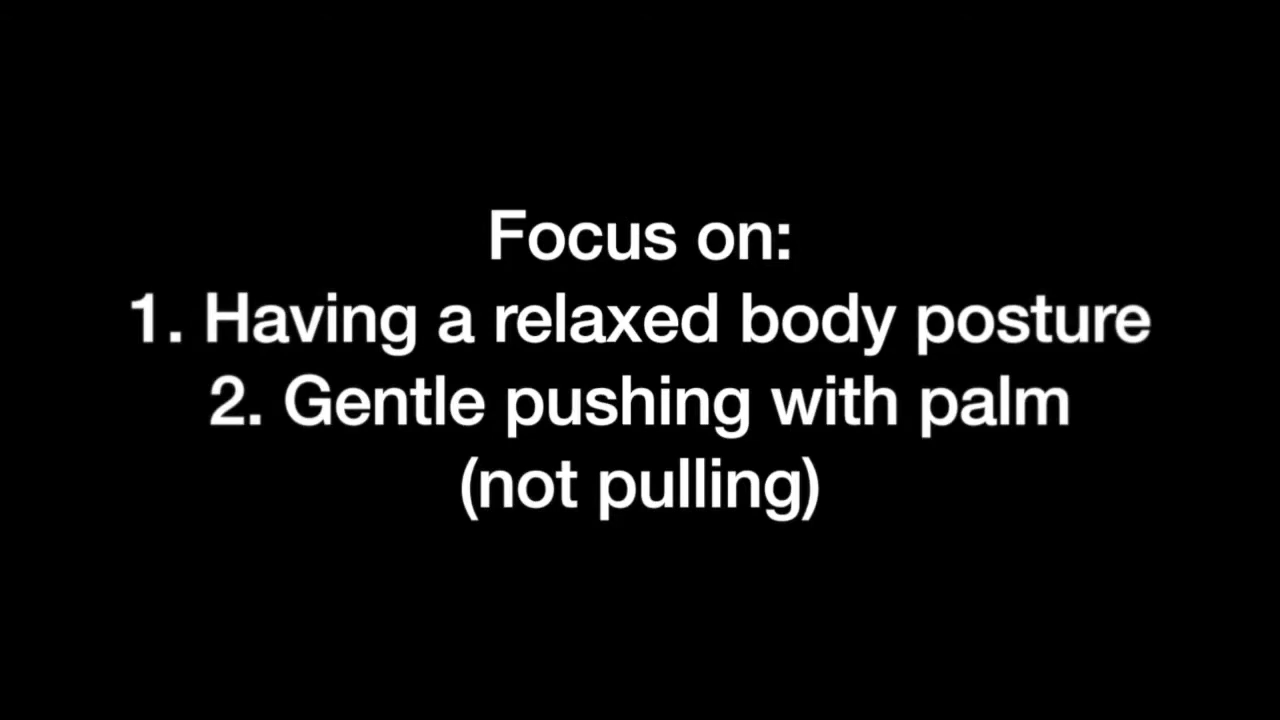 Focus on:
1. Having a relaxed body posture
2. Gentle pushing with palm
(not pulling)